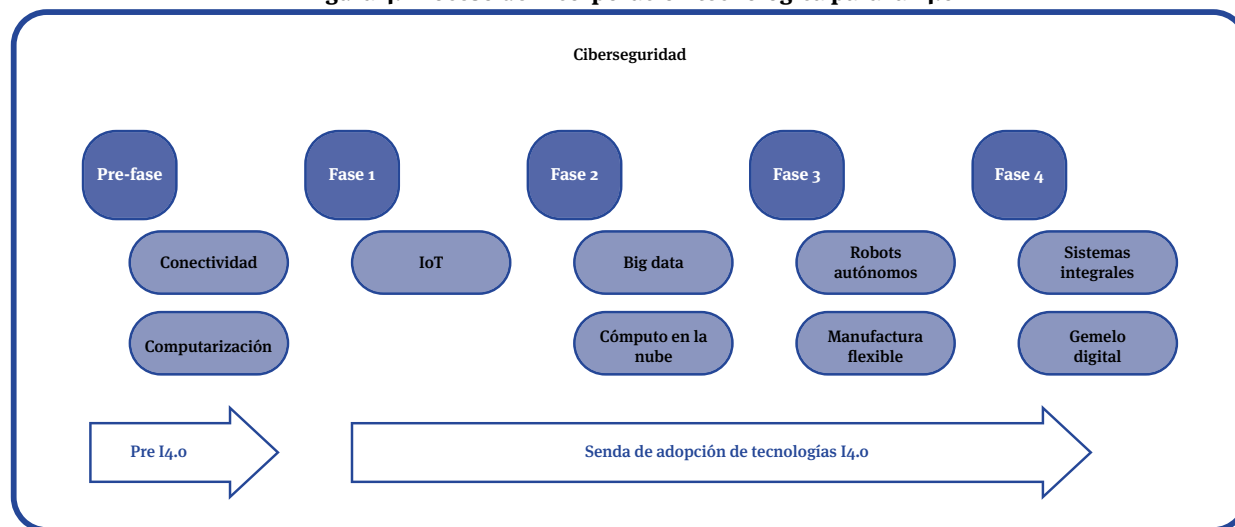 Ciberseguridad
Pre-fase
Fase 1
Fase 2
Fase 3
Fase 4
Conectividad
IoT
Big data
Robots
autónomos
Sistemas
integrales
Computarización
Cómputo en la
nube
Manufactura
flexible
Gemelo
digital
Pre I4.0
Senda de adopción de tecnologías I4.0